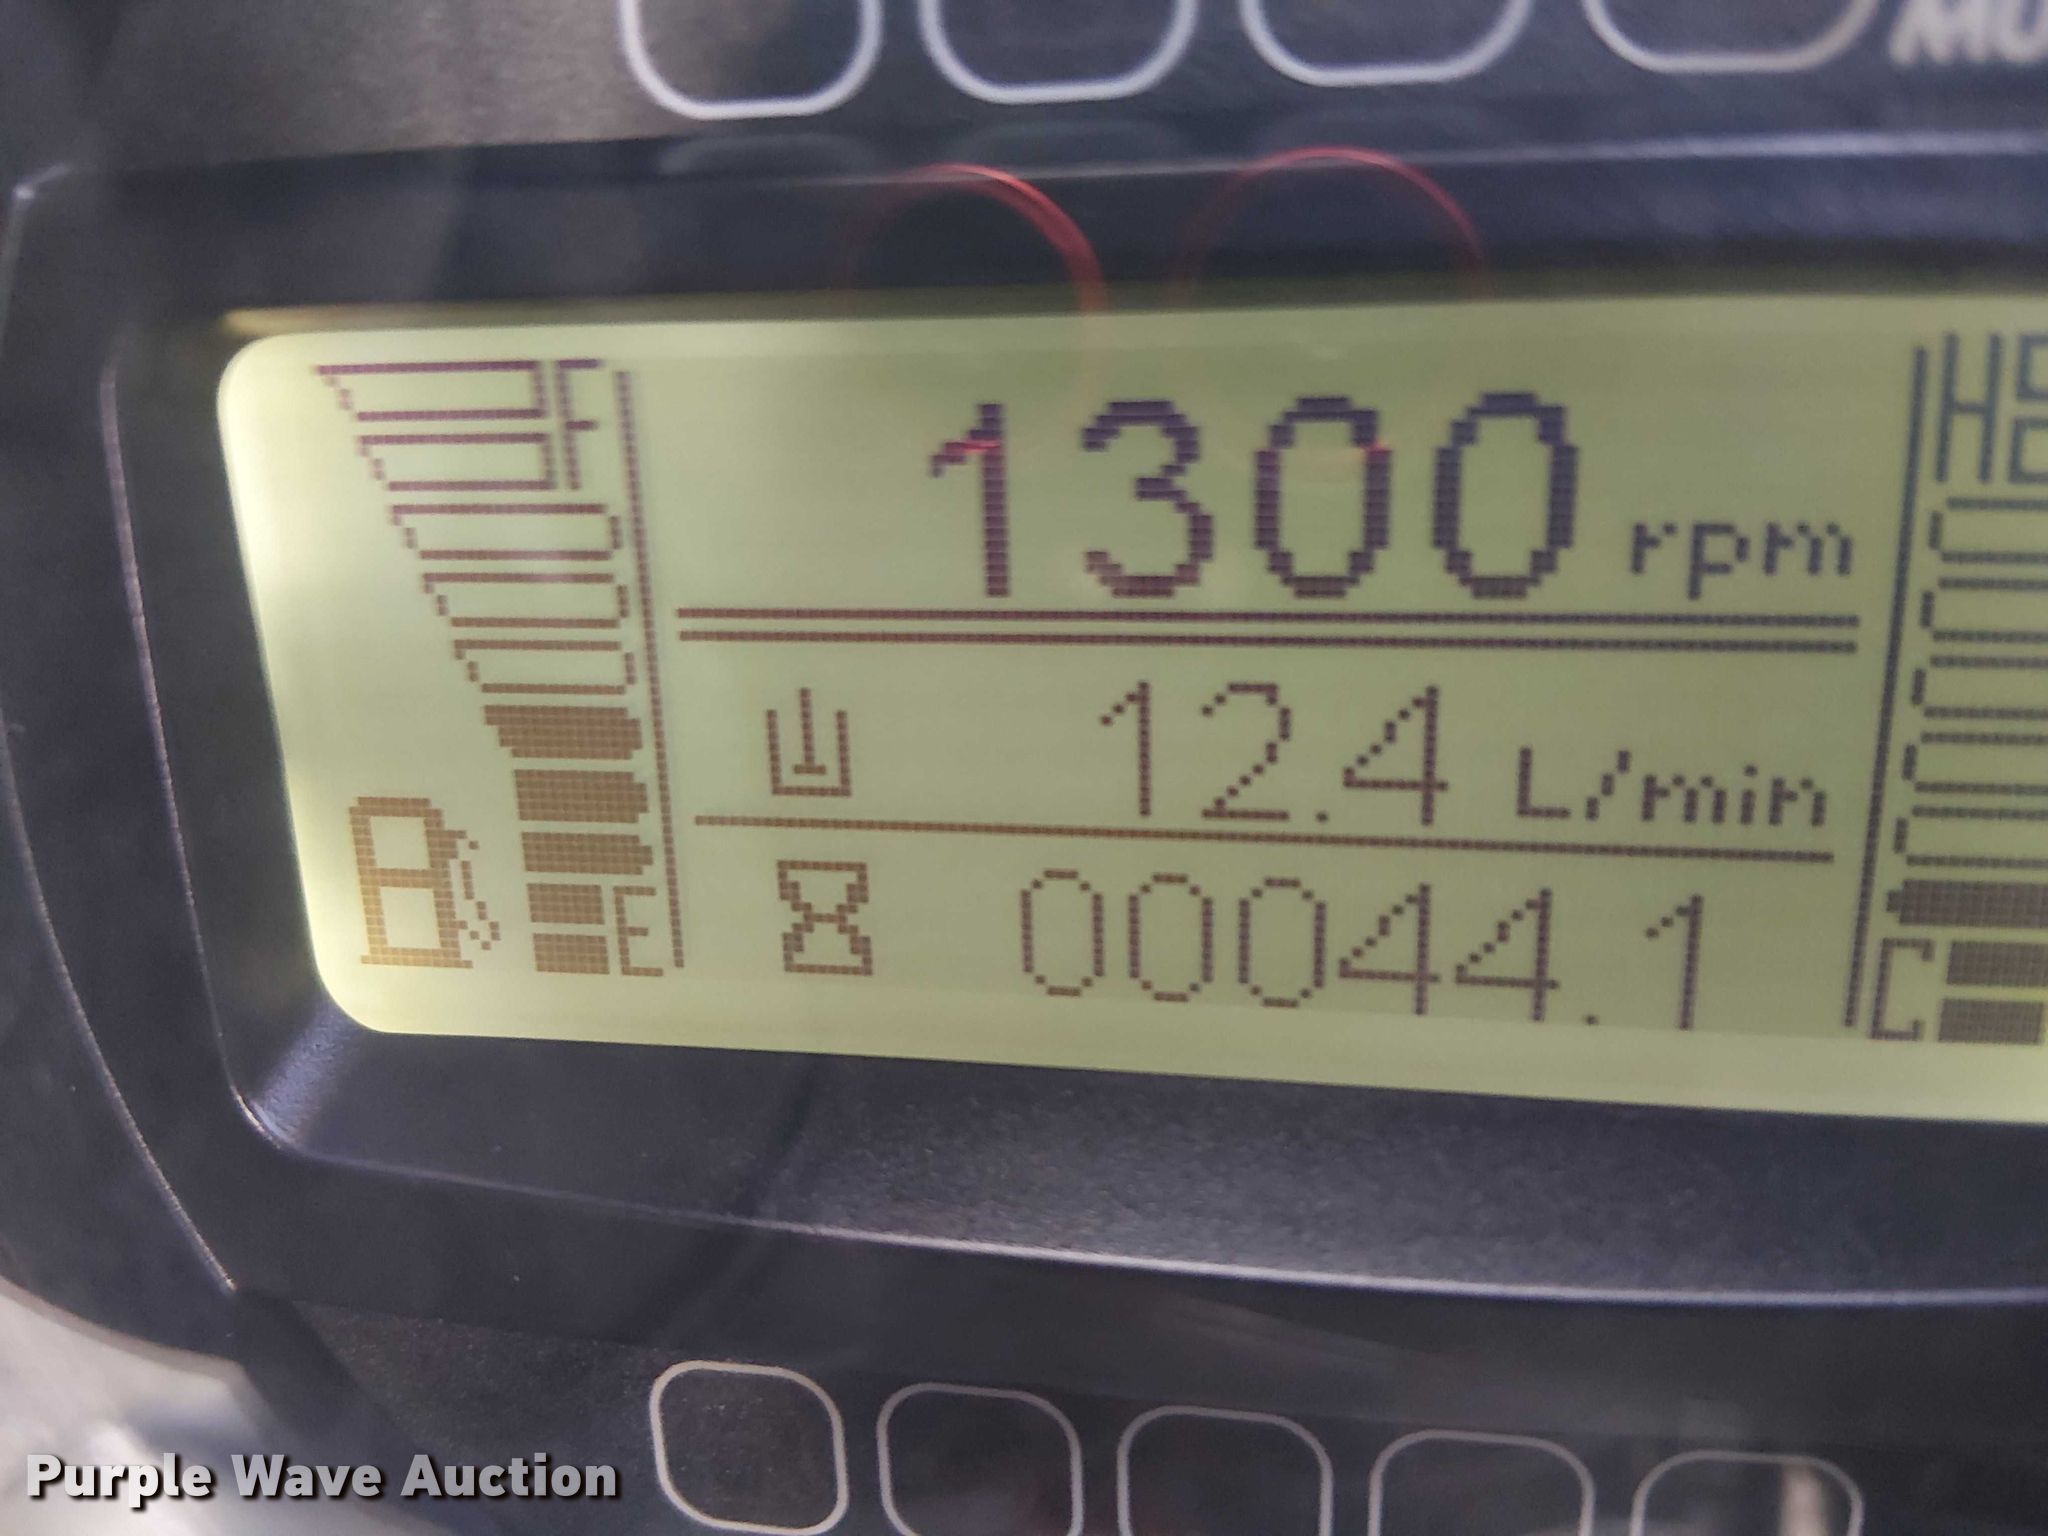 F
1300 rpm
12.4 L/min
00044.1
E
C
Purple Wave Auction